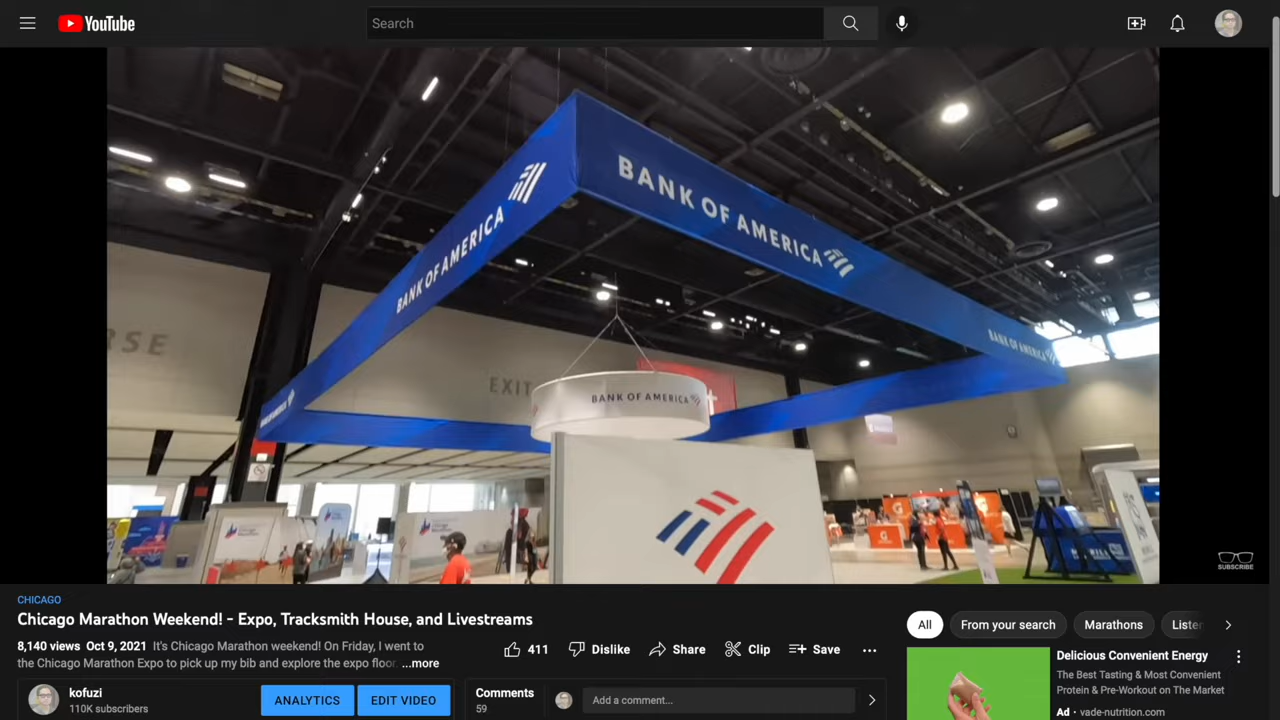 YouTube
Search
BANK OF AMERICA
BANK OF AMERICA
BANK OF AMERICA
RSE
EXIT
BANK OF AMERICA
SUBSCRIBE
CHICAGO
Chicago Marathon Weekend! - Expo, Tracksmith House, and Livestreams
8,140 views Oct 9, 2021 It's Chicago Marathon weekend! On Friday, I went to
the Chicago Marathon Expo to pick up my bib and explore the expo floor. ...more
411
Dislike
Share
Clip
Save
kofuzi
110K subscribers
ANALYTICS
EDIT VIDEO
Comments
59
Add a comment...
All
From your search
Marathons
Delicious Convenient Energy
The Best Tasting & Most Convenient
Protein & Pre-Workout on The Market
Ad · vade-nutrition.com